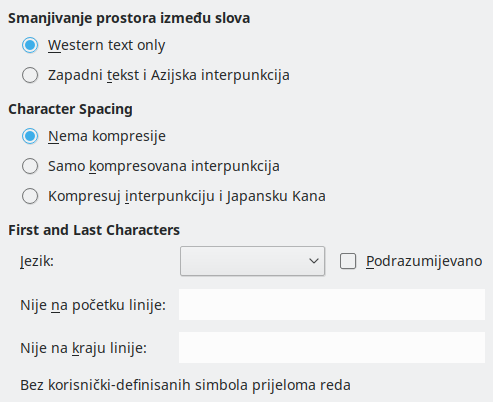 Smanjivanje prostora između slova
Western text only
Zapadni tekst i Azijska interpunkcija
Character Spacing
Nema kompresije
Samo kompresovana interpunkcija
Kompresuj interpunkciju i Japansku Kana
First and Last Characters
Jezik:
Podrazumijevano
Nije na početku linije:
Nije na kraju linije:
Bez korisnički-definisanih simbola prijeloma reda